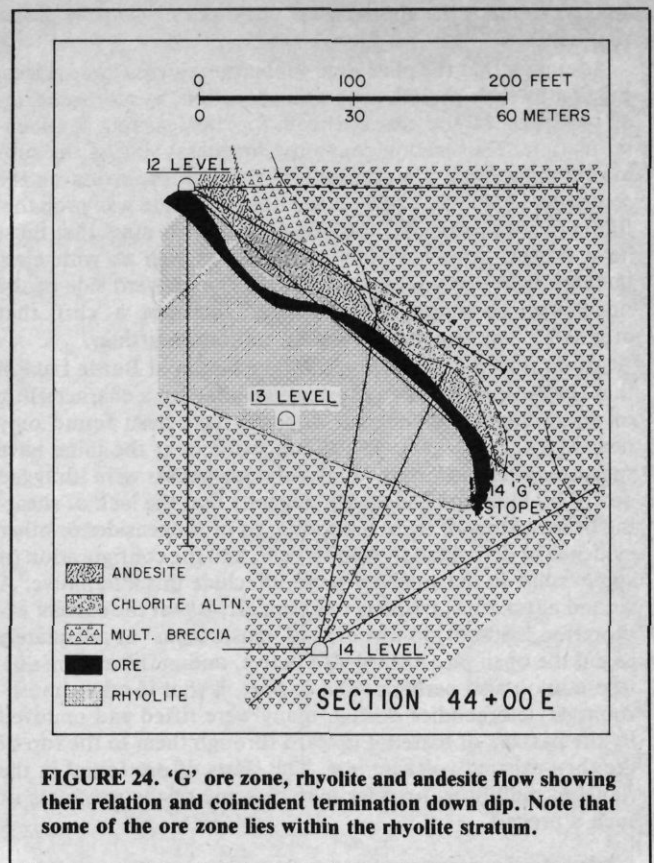 0 100 200 FEET
0 30 60 METERS
12 LEVEL
13 LEVEL
14 'G'
STOPE
ANDESITE
CHLORITE ALTN.
MULT. BRECCIA
ORE
RHYOLITE
14 LEVEL
SECTION 44+00 E
FIGURE 24. 'G' ore zone, rhyolite and andesite flow showing
their relation and coincident termination down dip. Note that
some of the ore zone lies within the rhyolite stratum.